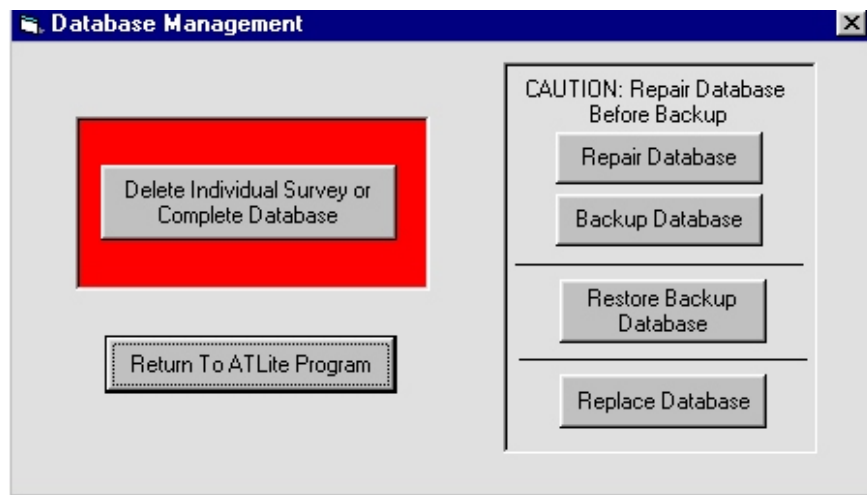 Database Management
Delete Individual Survey or
Complete Database
Return To ATLite Program
CAUTION: Repair Database
Before Backup
Repair Database
Backup Database
Restore Backup
Database
Replace Database